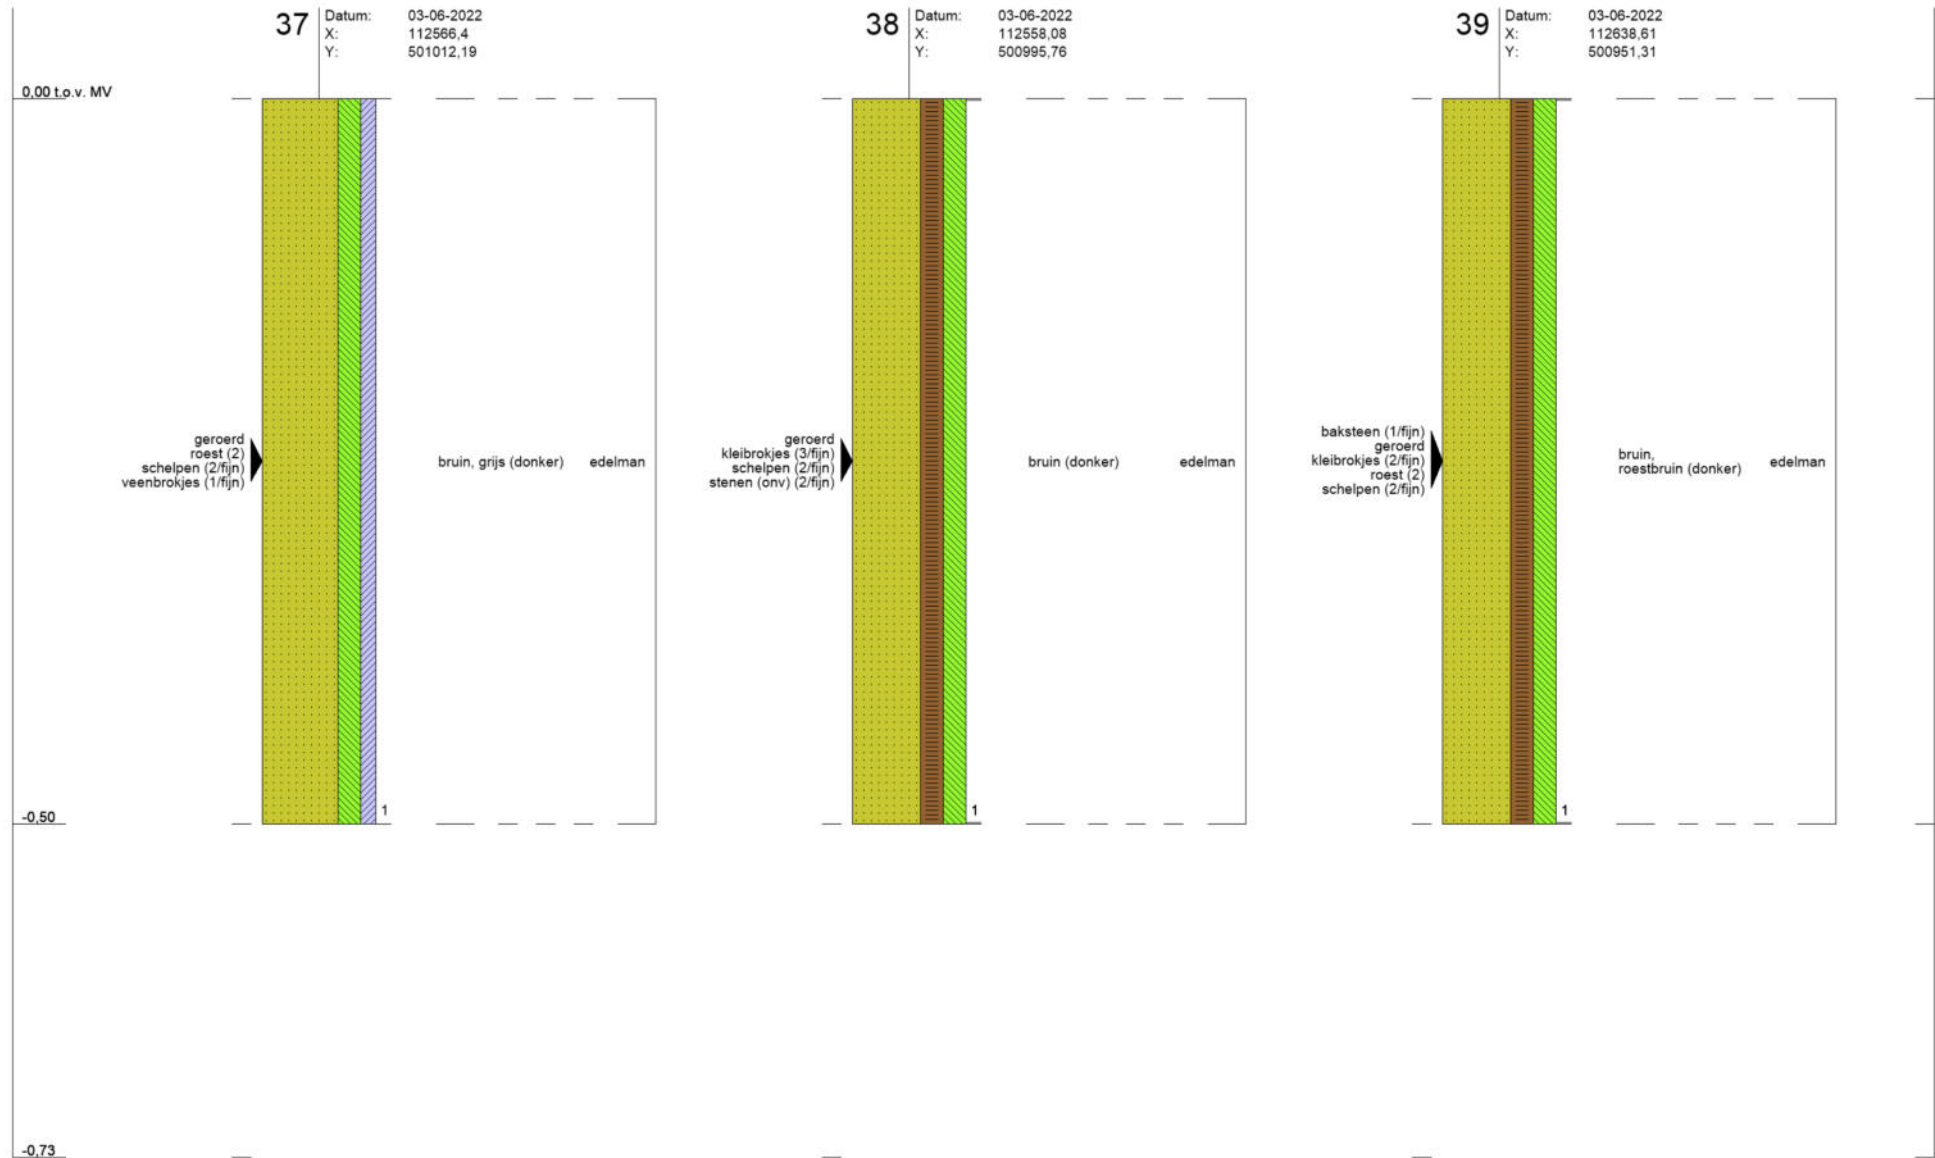 37
Datum: 03-06-2022
X: 112566,4
Y: 501012,19
38
Datum: 03-06-2022
X: 112558,08
Y: 500995,76
39
Datum: 03-06-2022
X: 112638,61
Y: 500951,31
0,00 t.o.v. MV
geroerd
roest (2)
schelpen (2/fijn)
veenbrokjes (1/fijn)
bruin, grijs (donker)
edelman
1
geroerd
kleibrokjes (3/fijn)
schelpen (2/fijn)
stenen (onv) (2/fijn)
bruin (donker)
edelman
1
baksteen (1/fijn)
geroerd
kleibrokjes (2/fijn)
roest (2)
schelpen (2/fijn)
bruin,
roestbruin (donker)
edelman
1
-0,50
-0,73